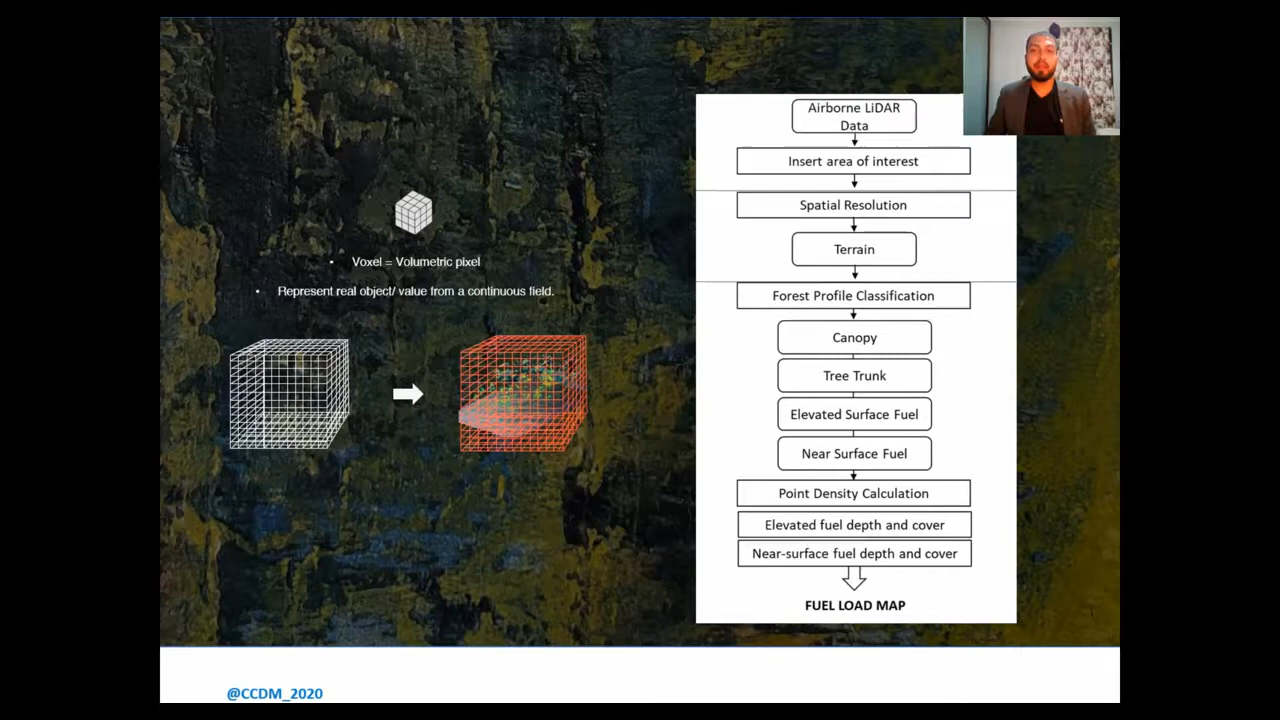 Voxel = Volumetric pixel
Represent real object/ value from a continuous field.
Airborne LiDAR
Data
Insert area of interest
Spatial Resolution
Terrain
Forest Profile Classification
Canopy
Tree Trunk
Elevated Surface Fuel
Near Surface Fuel
Point Density Calculation
Elevated fuel depth and cover
Near-surface fuel depth and cover
FUEL LOAD MAP
@CCDM_2020